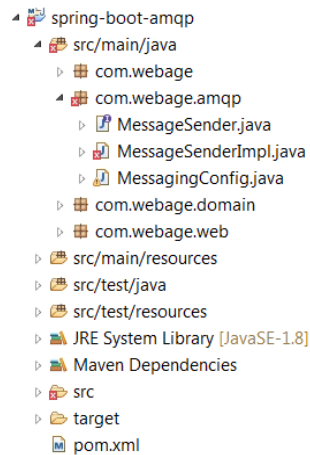 spring-boot-amqp
src/main/java
com.webage
com.webage.amqp
MessageSender.java
MessageSenderImpl.java
MessagingConfig.java
com.webage.domain
com.webage.web
src/main/resources
src/test/java
src/test/resources
JRE System Library [JavaSE-1.8]
Maven Dependencies
src
target
pom.xml